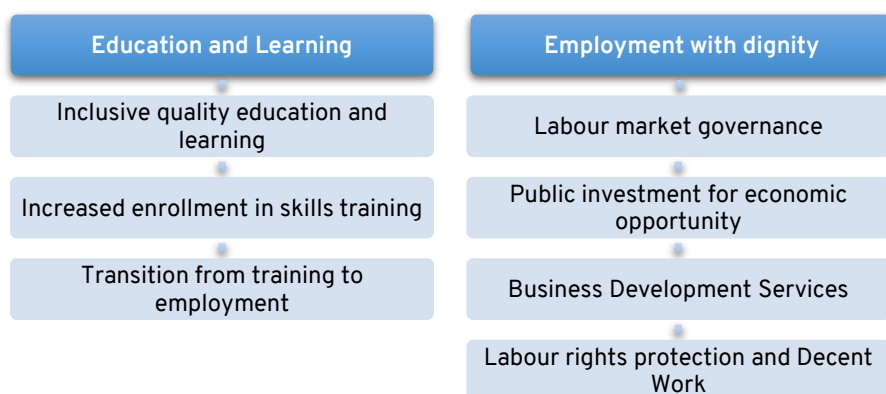 Education and Learning
Inclusive quality education and
learning
Increased enrollment in skills training
Transition from training to
employment
Employment with dignity
Labour market governance
Public investment for economic
opportunity
Business Development Services
Labour rights protection and Decent
Work